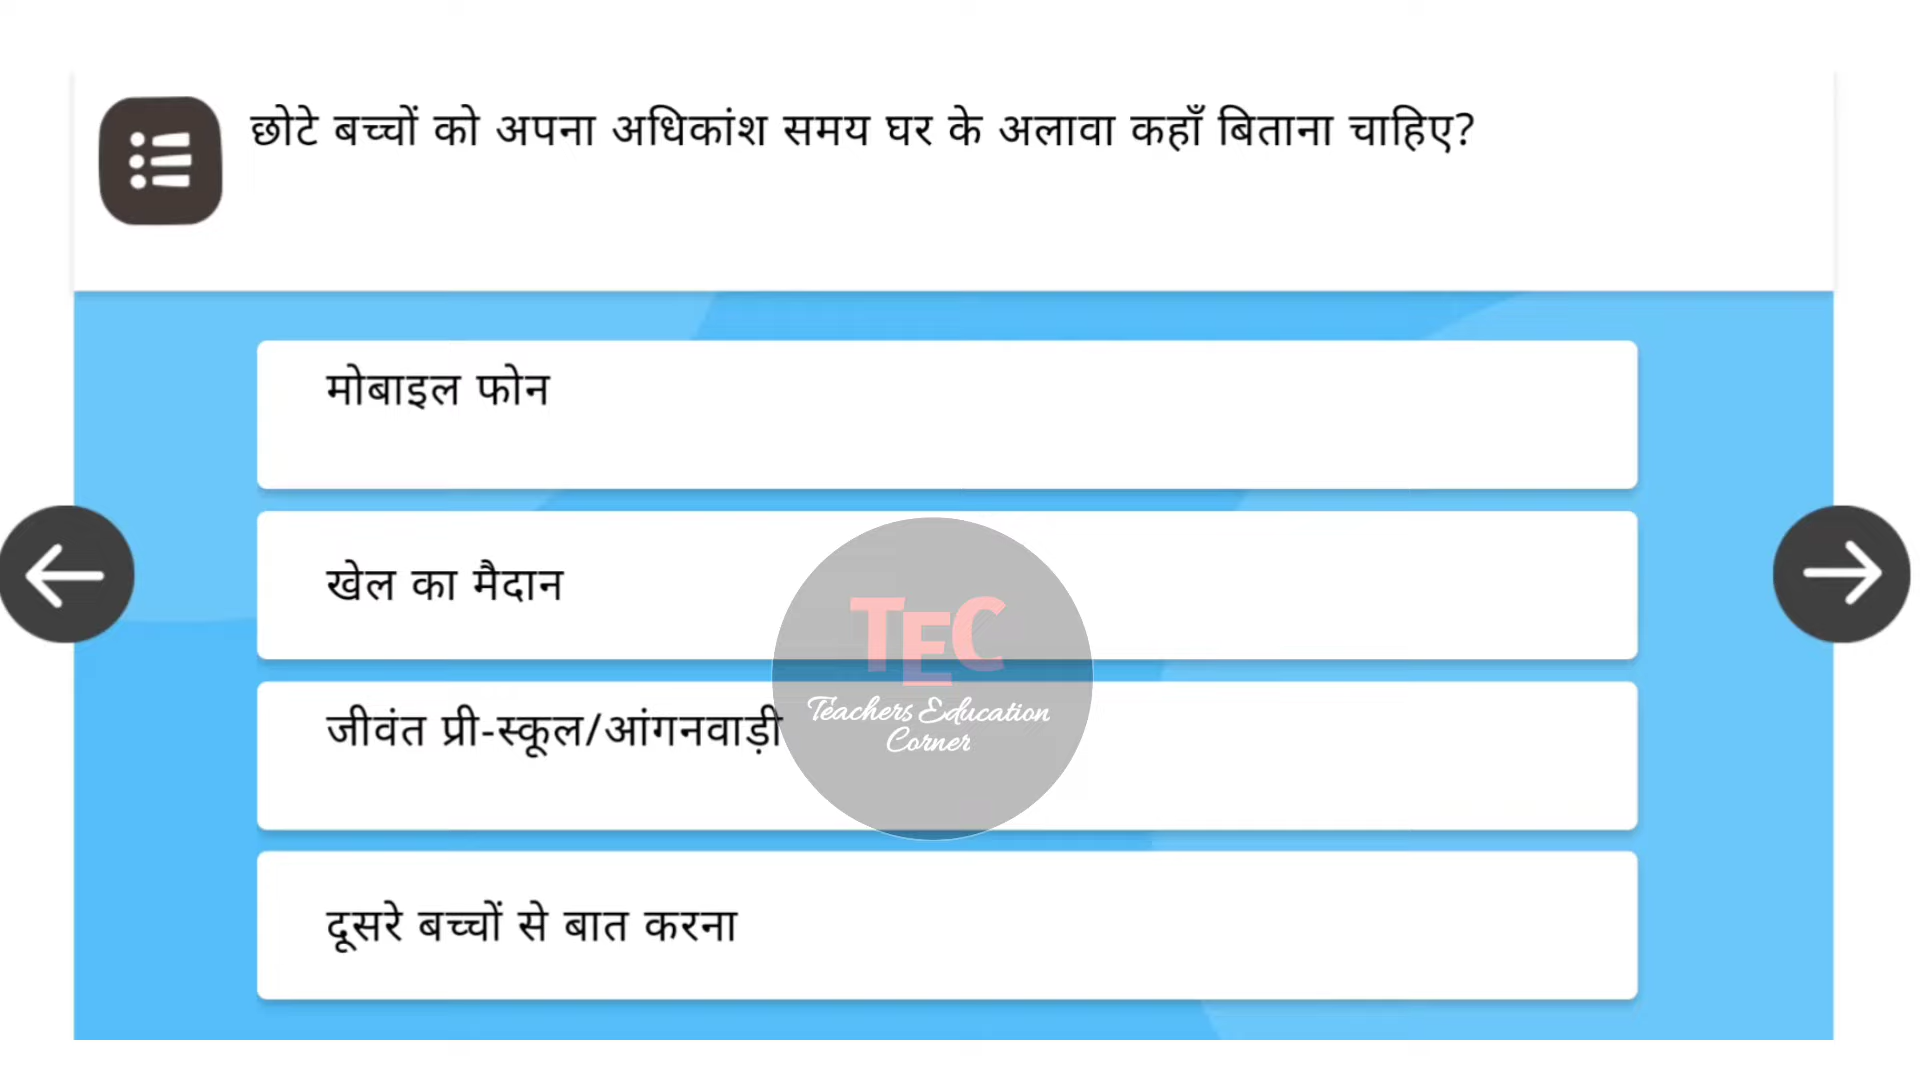 छोटे बच्चों को अपना अधिकांश समय घर के अलावा कहाँ बिताना चाहिए?
मोबाइल फोन
खेल का मैदान
जीवंत प्री-स्कूल/आंगनवाड़ी
दूसरे बच्चों से बात करना
TEC
Teachers Education
Corner